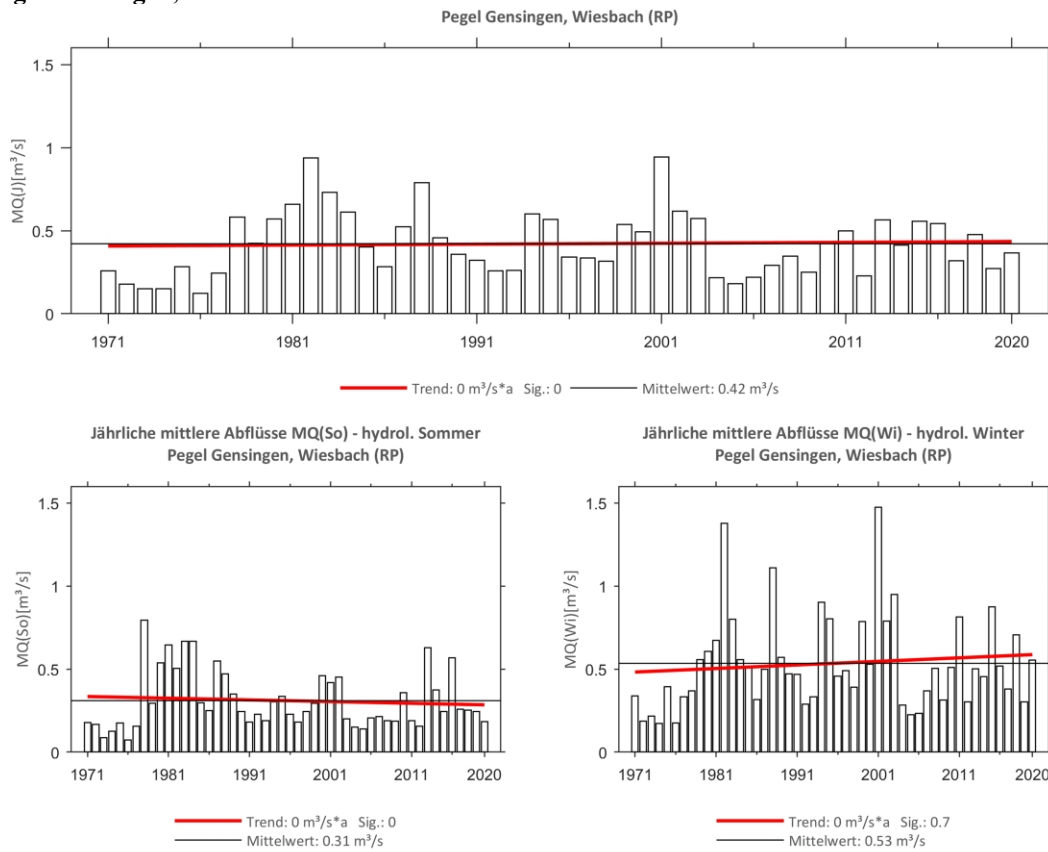 Pegel Gensingen, Wiesbach (RP)
MQ(J)[m³/s]
1.5
1
0.5
0
1971 1981 1991 2001 2011 2020
Trend: 0 m³/s*a Sig.: 0 Mittelwert: 0.42 m³/s
Jährliche mittlere Abflüsse MQ(So) - hydrol. Sommer
Pegel Gensingen, Wiesbach (RP)
MQ(So)[m³/s]
1.5
1
0.5
0
1971 1981 1991 2001 2011 2020
Trend: 0 m³/s*a Sig.: 0
Mittelwert: 0.31 m³/s
Jährliche mittlere Abflüsse MQ(Wi) - hydrol. Winter
Pegel Gensingen, Wiesbach (RP)
MQ(Wi)[m³/s]
1.5
1
0.5
0
1971 1981 1991 2001 2011 2020
Trend: 0 m³/s*a Sig.: 0.7
Mittelwert: 0.53 m³/s